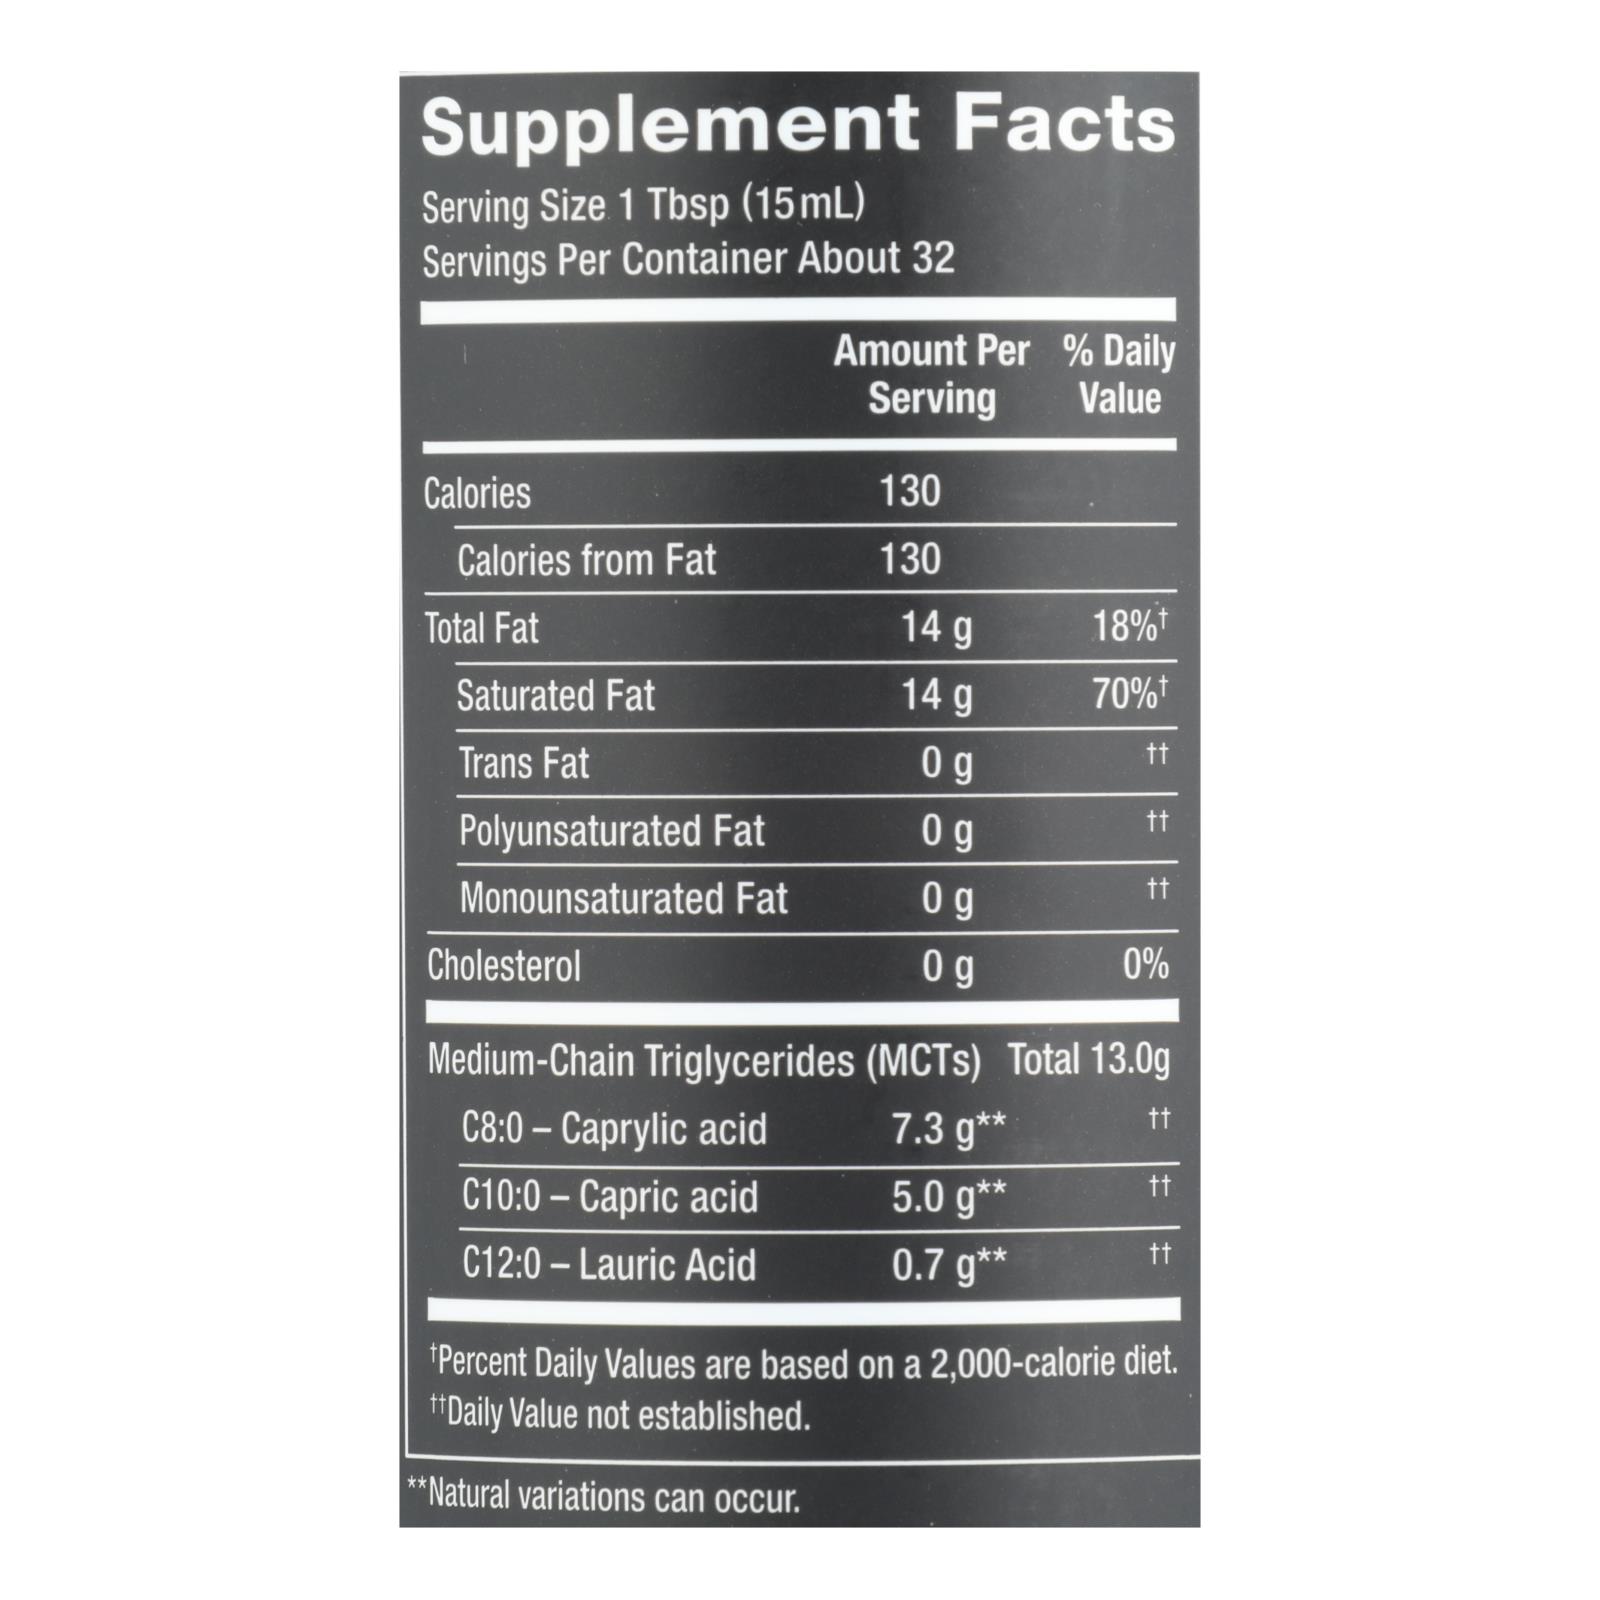 Supplement Facts
Serving Size 1 Tbsp (15mL)
Servings Per Container About 32
Amount Per % Daily
Serving Value
Calories 130
Calories from Fat 130
Total Fat 14 g 18%†
Saturated Fat 14 g 70%†
Trans Fat 0 g ††
Polyunsaturated Fat 0 g ††
Monounsaturated Fat 0 g ††
Cholesterol 0 g 0%
Medium-Chain Triglycerides (MCTs) Total 13.0g
C8:0 – Caprylic acid 7.3 g** ††
C10:0 – Capric acid 5.0 g** ††
C12:0 – Lauric Acid 0.7 g** ††
†Percent Daily Values are based on a 2,000-calorie diet.
††Daily Value not established.
**Natural variations can occur.